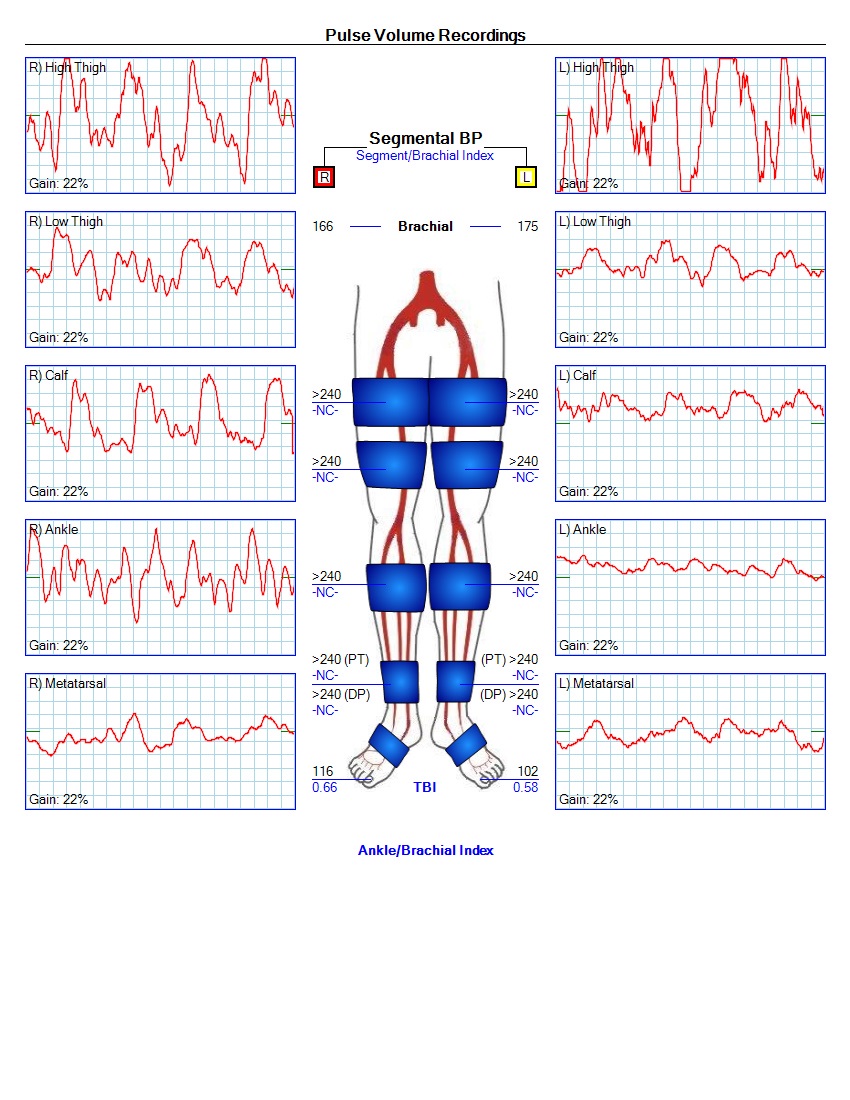 Pulse Volume Recordings
R) High Thigh
Gain: 22%
L) High Thigh
Gain: 22%
Segmental BP
Segment/Brachial Index
R
L
166
Brachial
175
R) Low Thigh
Gain: 22%
L) Low Thigh
Gain: 22%
R) Calf
Gain: 22%
L) Calf
Gain: 22%
>240
-NC-
>240
-NC-
>240
-NC-
>240
-NC-
R) Ankle
Gain: 22%
L) Ankle
Gain: 22%
>240
-NC-
>240
-NC-
>240 (PT)
-NC-
(PT) >240
-NC-
>240 (DP)
-NC-
(DP) >240
-NC-
R) Metatarsal
Gain: 22%
L) Metatarsal
Gain: 22%
116
0.66
TBI
102
0.58
Ankle/Brachial Index